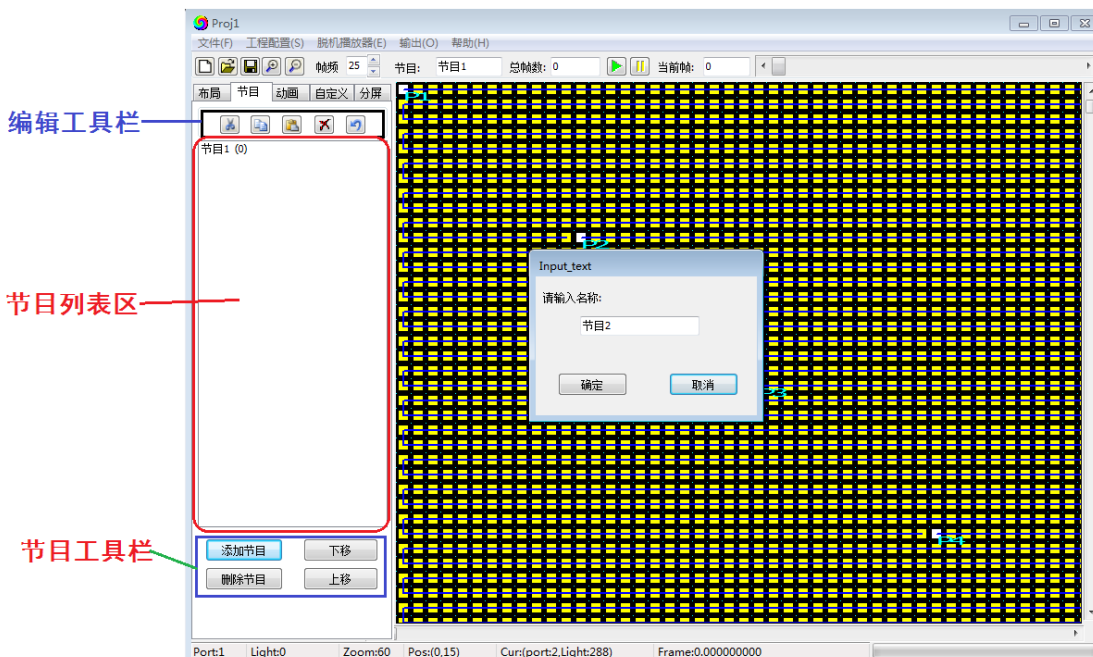 Proj1
文件(F) 工程配置(S) 脱机播放器(E) 输出(O) 帮助(H)
帧频 25 节目: 节目1 总帧数: 0 当前帧: 0
布局 节目 动画 自定义 分屏
编辑工具栏
节目1 (0)
P1
P2
Input_text
请输入名称:
节目2
确定 取消
节目列表区
P3
P4
节目工具栏
添加节目 下移
删除节目 上移
Port:1 Light:0 Zoom:60 Pos:(0,15) Cur:(port:2,Light:288) Frame:0.000000000